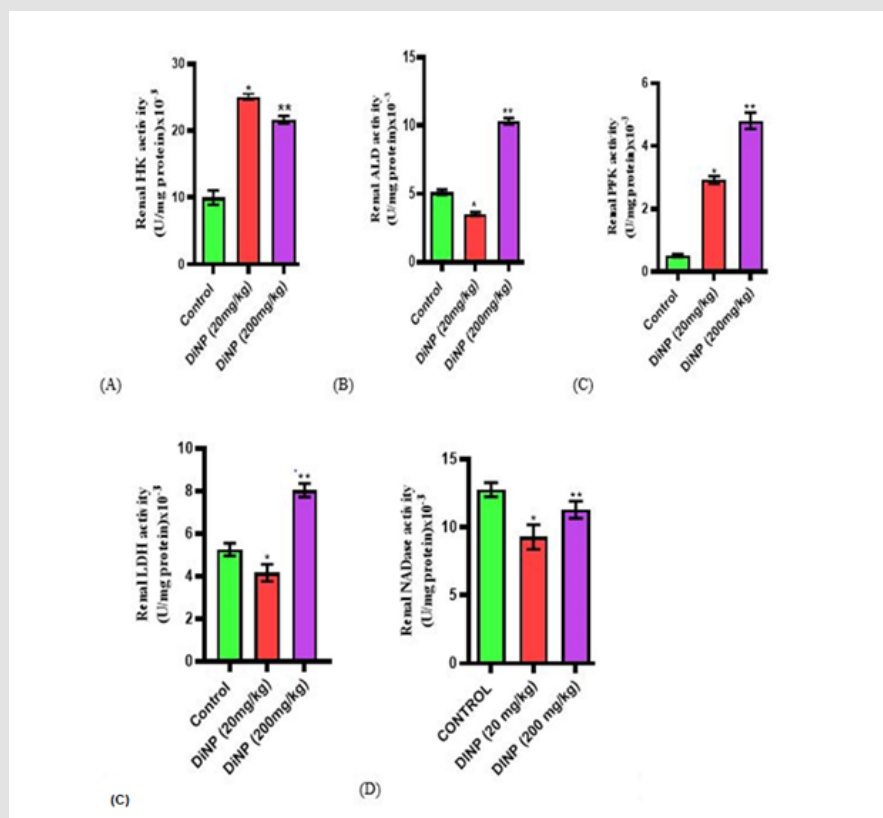 Renal HK activity
(U/mg protein)x10⁻³
30
20
10
0
*
**
Control
DiNP (20mg/kg)
DiNP (200mg/kg)
(A)
Renal ALD activity
(U/mg protein)x10⁻³
15
10
5
0
*
**
Control
DiNP (20mg/kg)
DiNP (200mg/kg)
(B)
Renal PFK activity
(U/mg protein)x10⁻³
6
4
2
0
*
**
Control
DiNP (20mg/kg)
DiNP (200mg/kg)
(C)
Renal LDH activity
(U/mg protein)x10⁻³
10
8
6
4
2
0
*
**
Control
DiNP (20mg/kg)
DiNP (200mg/kg)
(C)
Renal NADase activity
(U/mg protein)x10⁻³
15
10
5
0
*
**
CONTROL
DiNP (20 mg/kg)
DiNP (200 mg/kg)
(D)